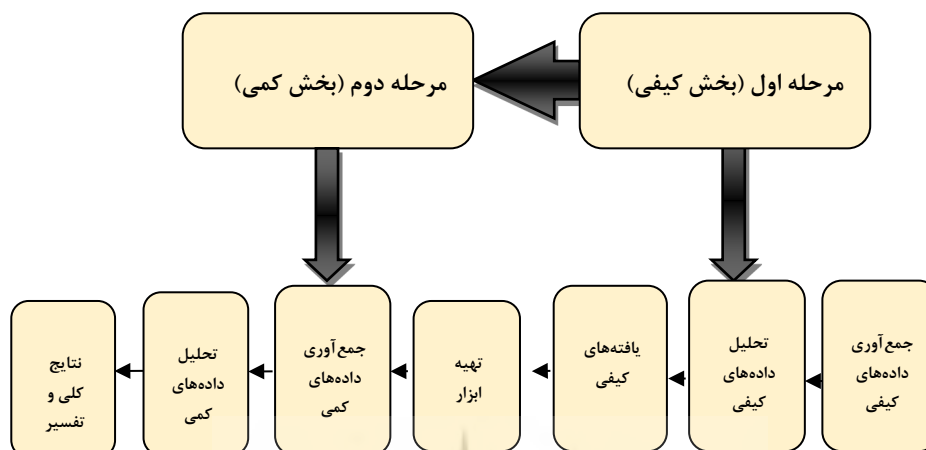 مرحله اول (بخش کیفی)
مرحله دوم (بخش کمی)
جمع‌آوری
داده‌های
کیفی
تحلیل
داده‌های
کیفی
یافته‌های
کیفی
تهیه
ابزار
جمع‌آوری
داده‌های
کمی
تحلیل
داده‌های
کمی
نتایج
کلی و
تفسیر